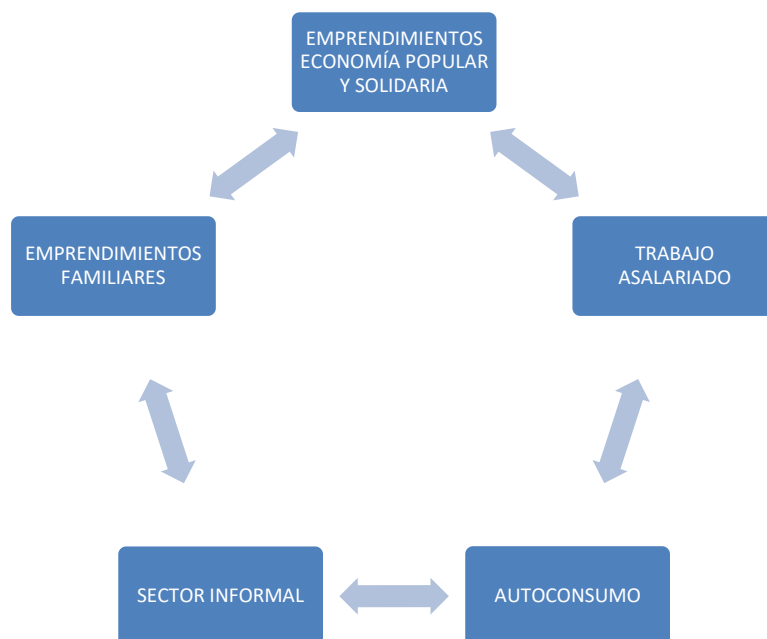 EMPRENDIMIENTOS
ECONOMÍA POPULAR
Y SOLIDARIA
EMPRENDIMIENTOS
FAMILIARES
TRABAJO
ASALARIADO
SECTOR INFORMAL
AUTOCONSUMO